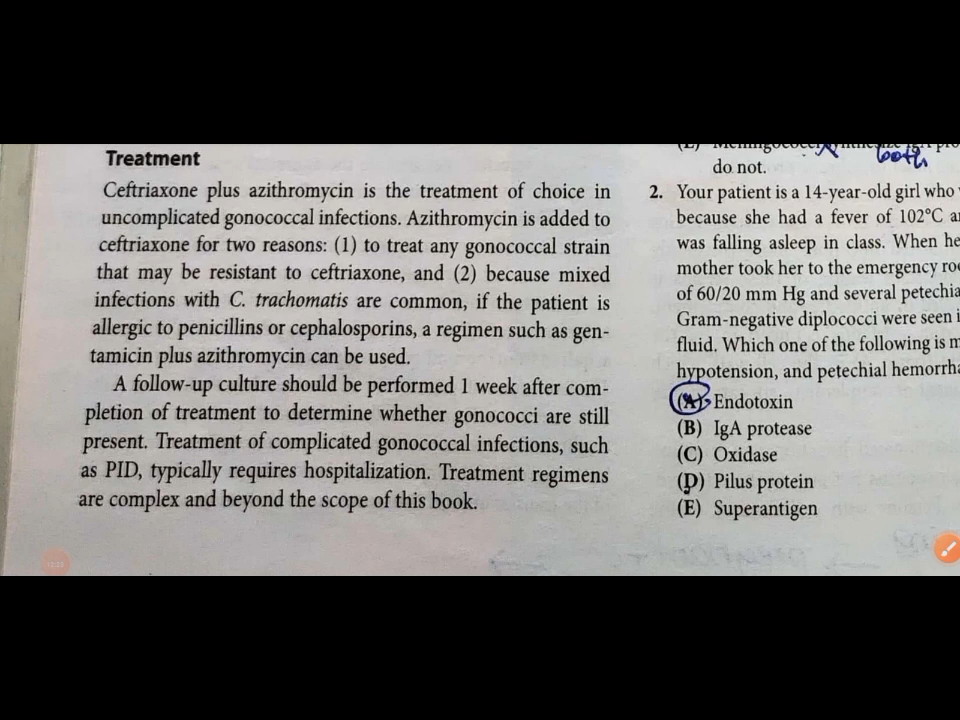 Treatment
Ceftriaxone plus azithromycin is the treatment of choice in
uncomplicated gonococcal infections. Azithromycin is added to
ceftriaxone for two reasons: (1) to treat any gonococcal strain
that may be resistant to ceftriaxone, and (2) because mixed
infections with C. trachomatis are common, if the patient is
allergic to penicillins or cephalosporins, a regimen such as gen-
tamicin plus azithromycin can be used.
A follow-up culture should be performed 1 week after com-
pletion of treatment to determine whether gonococci are still
present. Treatment of complicated gonococcal infections, such
as PID, typically requires hospitalization. Treatment regimens
are complex and beyond the scope of this book.
both
do not.
2. Your patient is a 14-year-old girl who
because she had a fever of 102°C
was falling asleep in class. When
mother took her to the emergency
of 60/20 mm Hg and several
Gram-negative diplococci were seen
fluid. Which one of the following is
hypotension, and petechial
(A) Endotoxin
(B) IgA protease
(C) Oxidase
(D) Pilus protein
(E) Superantigen